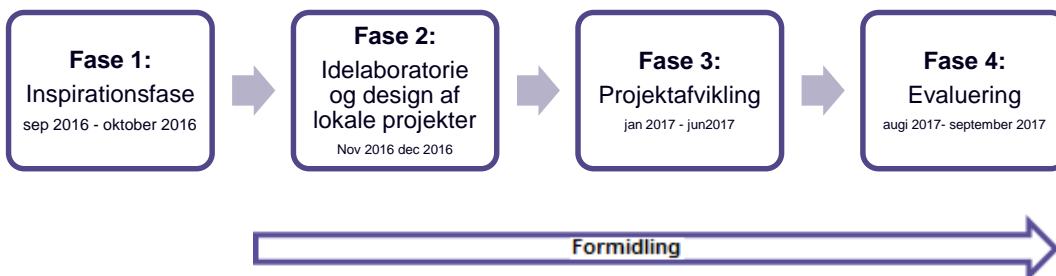 Fase 1:
Inspirationsfase
sep 2016 - oktober 2016
Fase 2:
Idelaboratorie
og design af
lokale projekter
Nov 2016 dec 2016
Fase 3:
Projektafvikling
jan 2017 - jun2017
Fase 4:
Evaluering
augi 2017- september 2017
Formidling